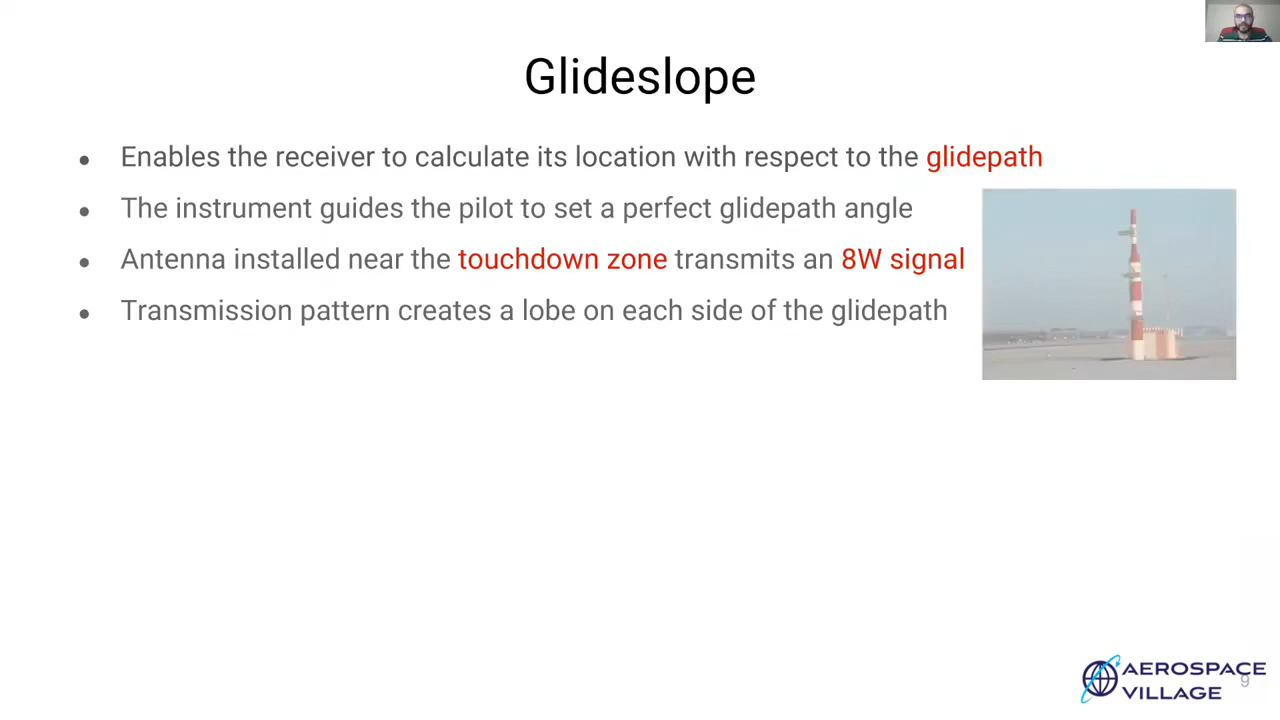 Glideslope
● Enables the receiver to calculate its location with respect to the glidepath
● The instrument guides the pilot to set a perfect glidepath angle
● Antenna installed near the touchdown zone transmits an 8W signal
● Transmission pattern creates a lobe on each side of the glidepath
AEROSPACE
VILLAGE
9